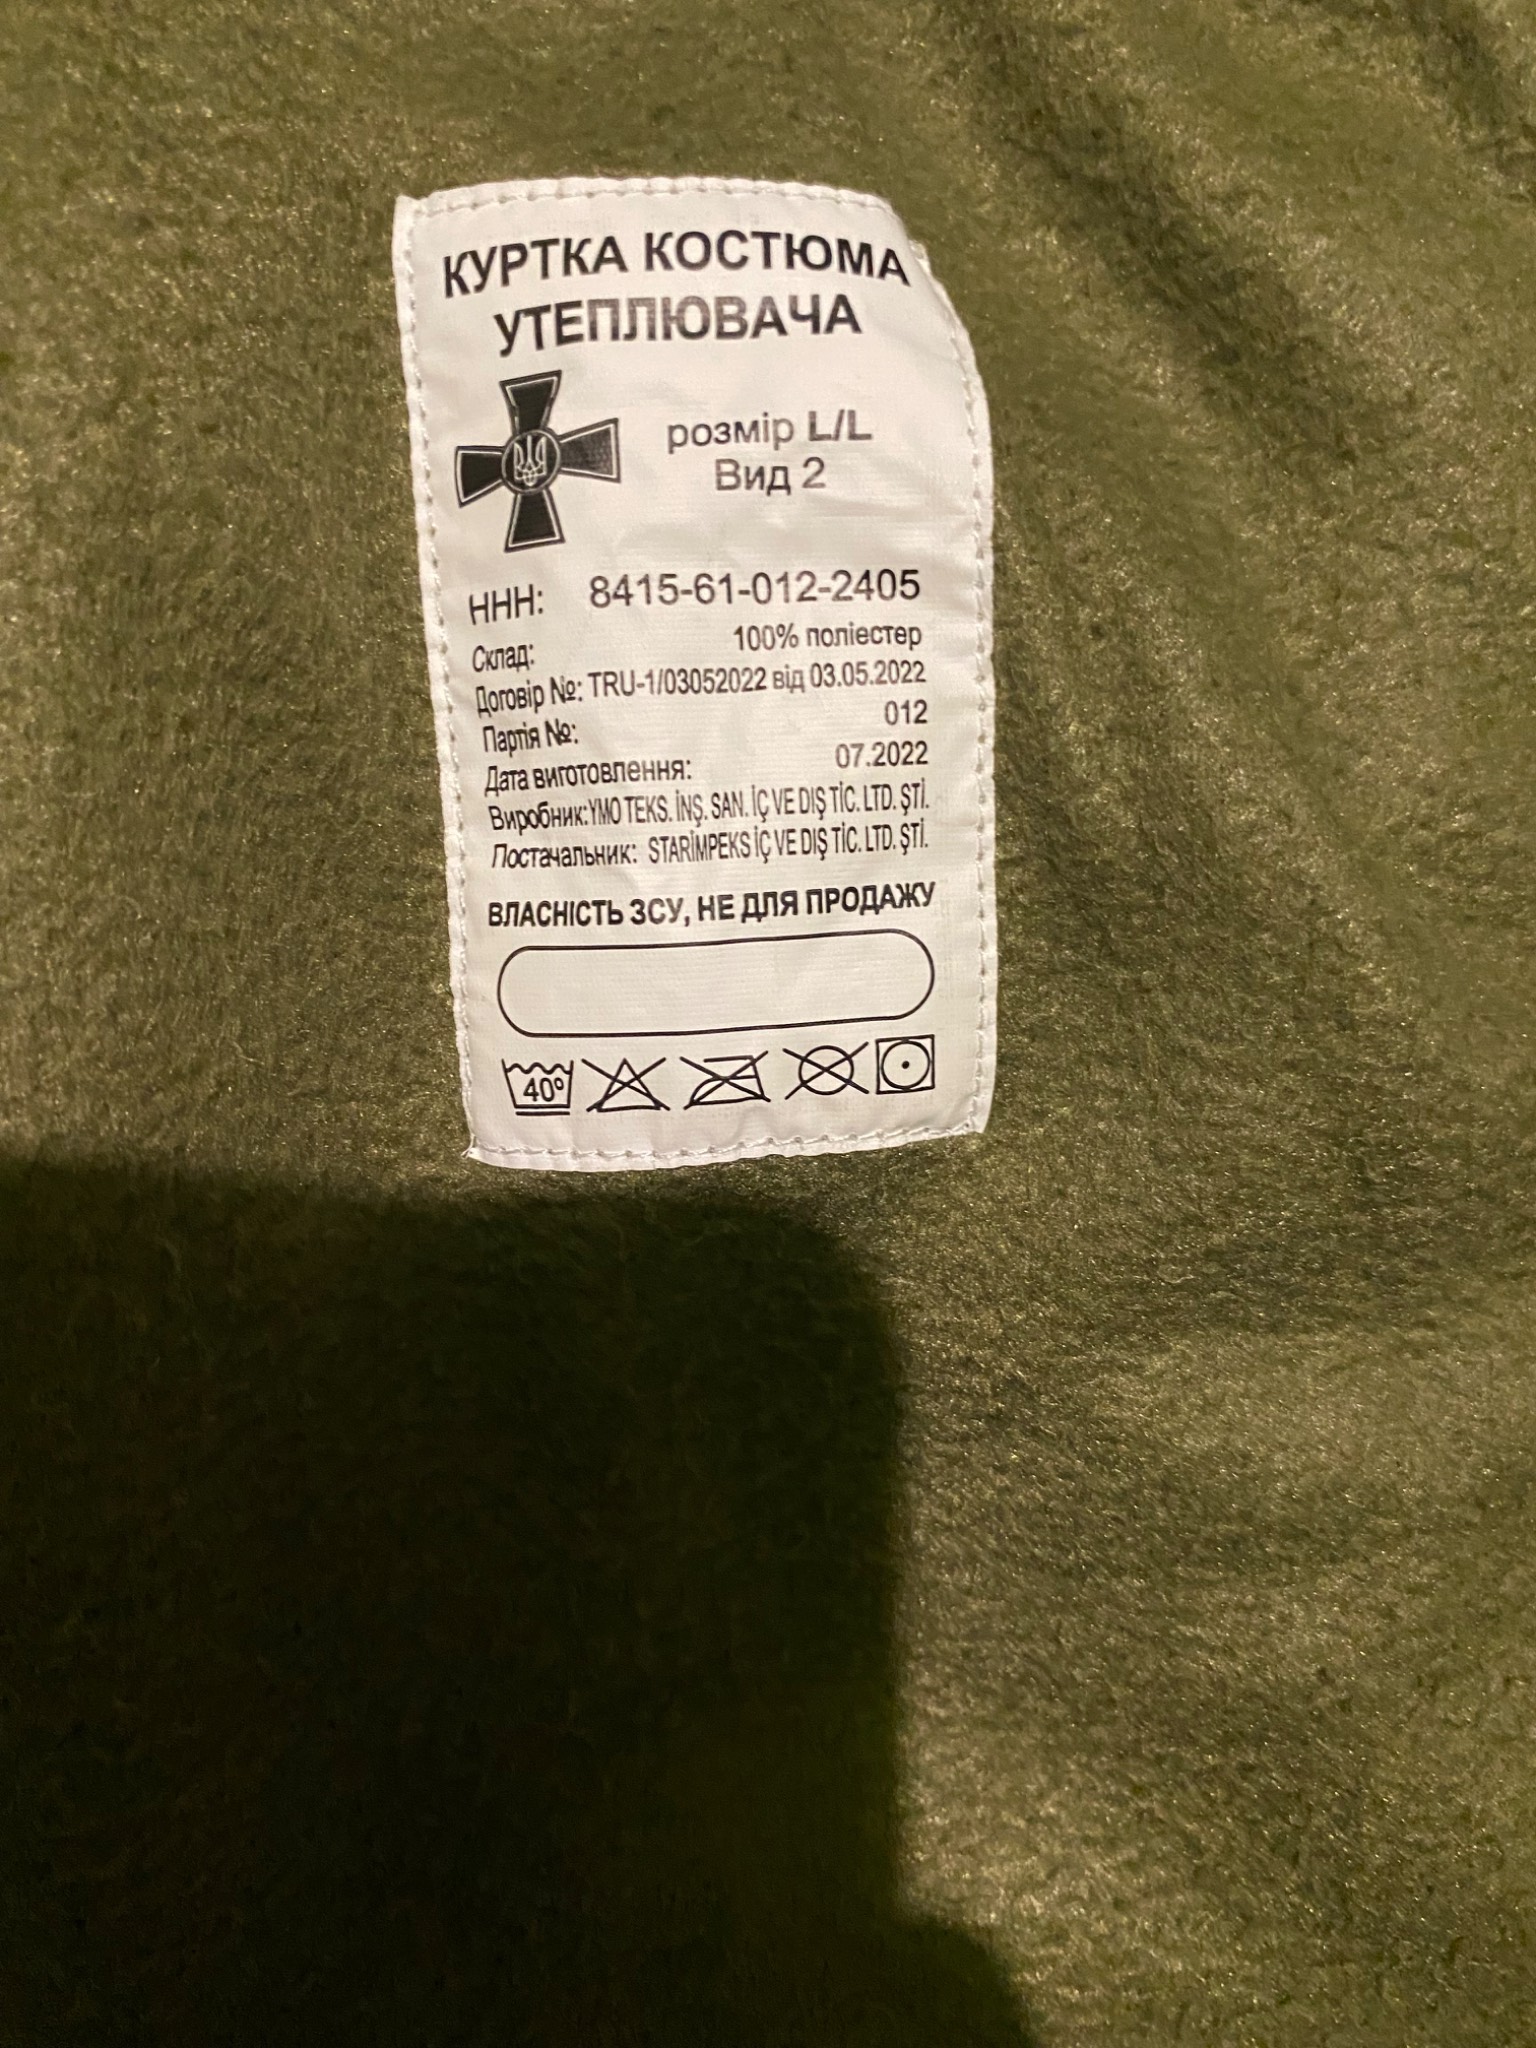 КУРТКА КОСТЮМА
УТЕПЛЮВАЧА
розмір L/L
Вид 2
ННН: 8415-61-012-2405
Склад: 100% поліестер
Договір №: TRU-1/03052022 від 03.05.2022
Партія №: 012
Дата виготовлення: 07.2022
Виробник: YMO TEKS. İNŞ. SAN. İÇ VE DIŞ TİC. LTD. ŞTİ.
Постачальник: STARİMPEKS İÇ VE DIŞ TİC. LTD. ŞTİ.
ВЛАСНІСТЬ ЗСУ, НЕ ДЛЯ ПРОДАЖУ
40°